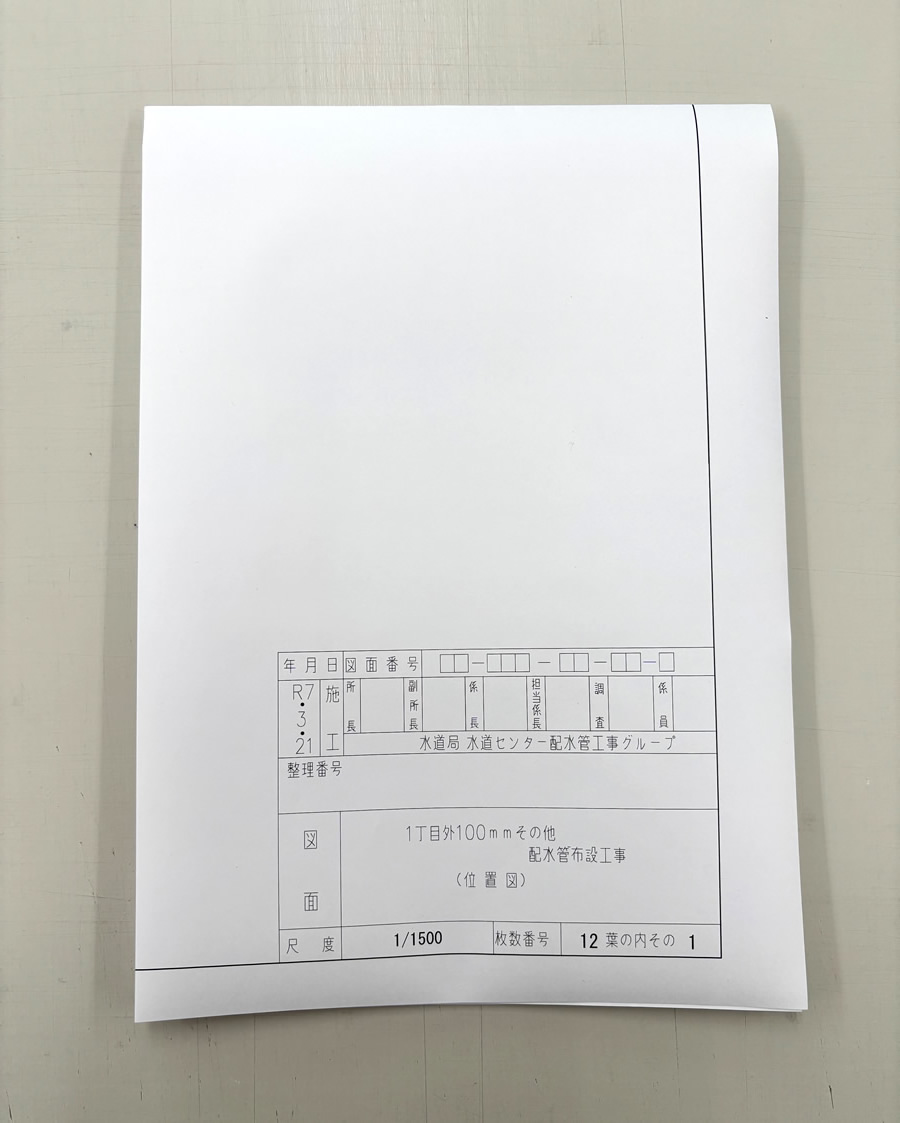 年月日 図面番号 □□-□□□-□□-□□-□
R7・3・21 施工 所長 副所長 係長 担当係長 調査 係員
水道局 水道センター配水管工事グループ
整理番号
図面
1丁目外100mmその他
配水管布設工事
(位置図)
尺度 1/1500 枚数番号 12葉の内その1